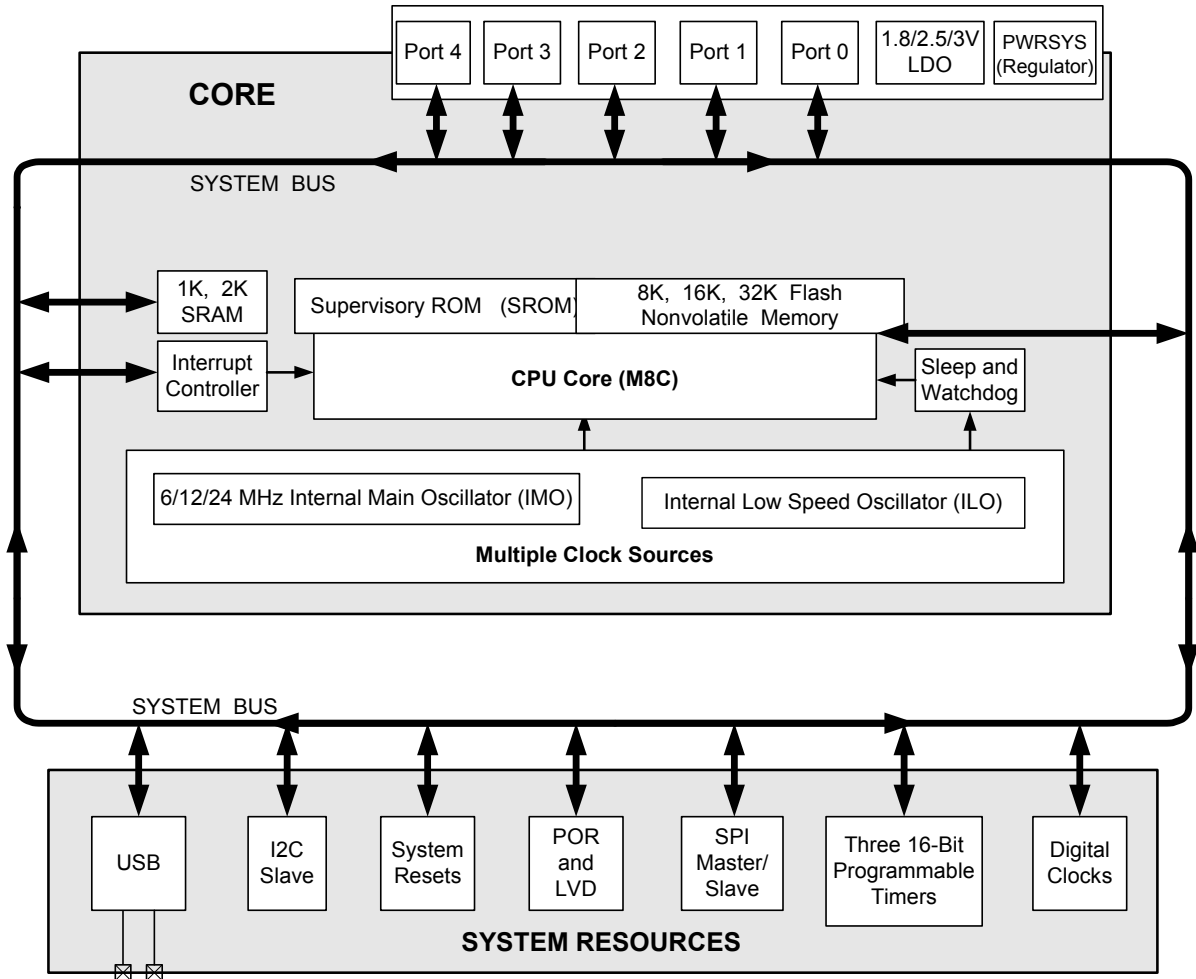 Port 4
Port 3
Port 2
Port 1
Port 0
1.8/2.5/3V
LDO
PWRSYS
(Regulator)
CORE
SYSTEM BUS
1K, 2K
SRAM
Supervisory ROM (SROM)
8K, 16K, 32K Flash
Nonvolatile Memory
Interrupt
Controller
CPU Core (M8C)
Sleep and
Watchdog
6/12/24 MHz Internal Main Oscillator (IMO)
Internal Low Speed Oscillator (ILO)
Multiple Clock Sources
SYSTEM BUS
USB
I2C
Slave
System
Resets
POR
and
LVD
SPI
Master/
Slave
Three 16-Bit
Programmable
Timers
Digital
Clocks
SYSTEM RESOURCES